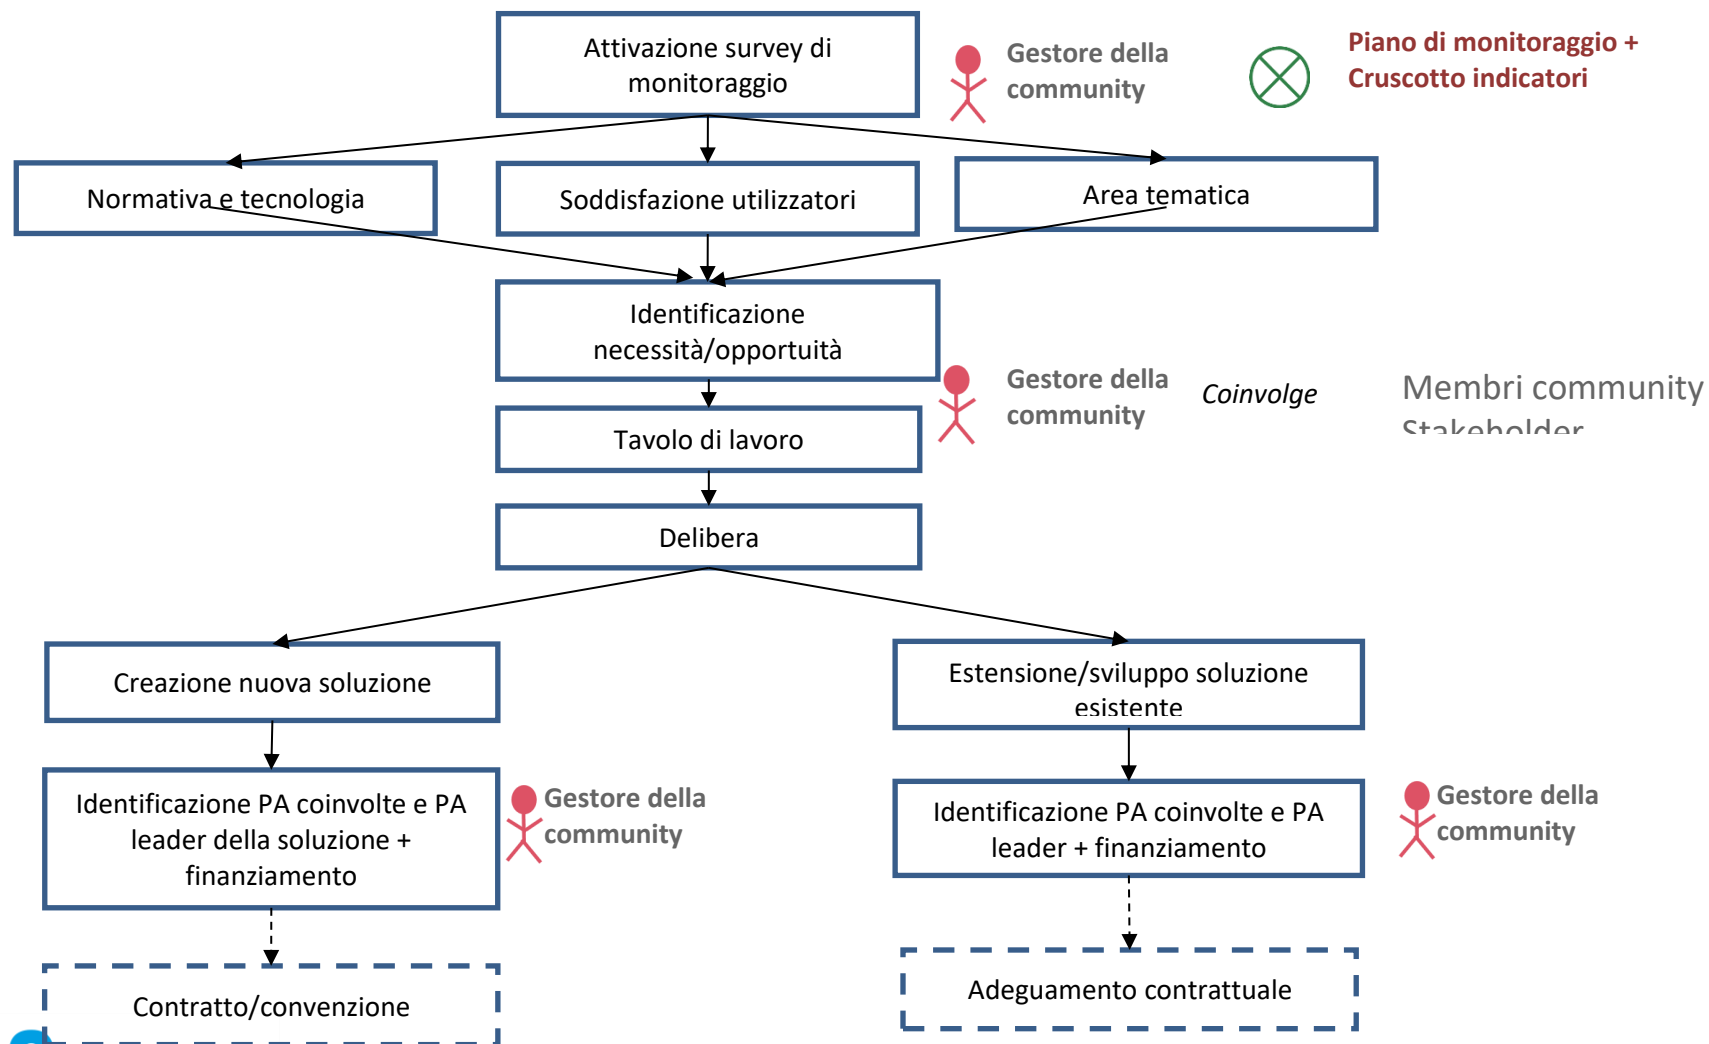 Attivazione survey di
monitoraggio
Gestore della
community
Piano di monitoraggio +
Cruscotto indicatori
Normativa e tecnologia
Soddisfazione utilizzatori
Area tematica
Identificazione
necessità/opportuità
Gestore della
community
Coinvolge
Membri community
Stakeholder
Tavolo di lavoro
Delibera
Creazione nuova soluzione
Estensione/sviluppo soluzione
esistente
Identificazione PA coinvolte e PA
leader della soluzione +
finanziamento
Gestore della
community
Identificazione PA coinvolte e PA
leader + finanziamento
Gestore della
community
Contratto/convenzione
Adeguamento contrattuale